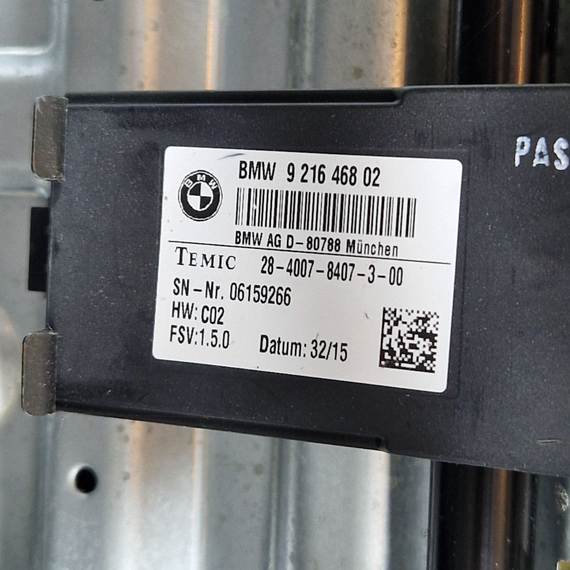 BMW 9 216 468 02
BMW
BMW AG D-80788 München
TEMIC 28-4007-8407-3-00
SN-Nr. 06159266
HW: C02
FSV:1.5.0 Datum: 32/15
PAS